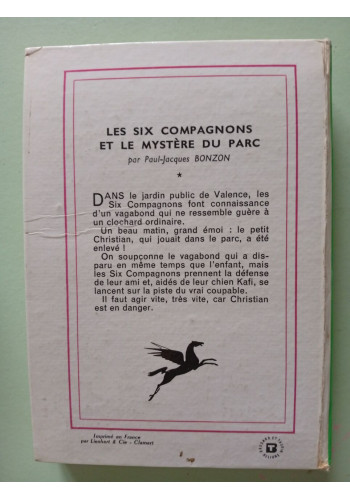 LES SIX COMPAGNONS
ET LE MYSTÈRE DU PARC
par Paul-Jacques BONZON
*
DANS le jardin public de Valence, les
Six Compagnons font connaissance
d'un vagabond qui ne ressemble guère à
un clochard ordinaire.
Un beau matin, grand émoi : le petit
Christian, qui jouait dans le parc, a été
enlevé !
On soupçonne le vagabond qui a dis-
paru en même temps que l'enfant, mais
les Six Compagnons prennent la défense
de leur ami et, aidés de leur chien Kafi, se
lancent sur la piste du vrai coupable.
Il faut agir vite, très vite, car Christian
est en danger.
Imprimé en France
par Lienhart & Cie - Clamart
T